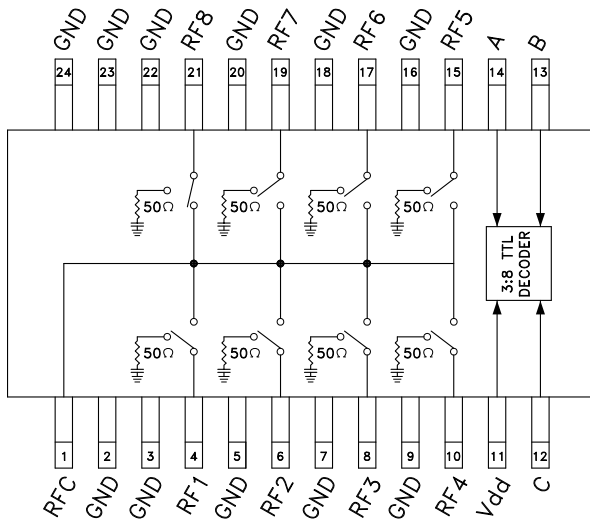 GND GND GND RF8 GND RF7 GND RF6 GND RF5 A B
24 23 22 21 20 19 18 17 16 15 14 13
50Ω 50Ω 50Ω 50Ω
3:8 TTL
DECODER
50Ω 50Ω 50Ω 50Ω
1 2 3 4 5 6 7 8 9 10 11 12
RFC GND GND RF1 GND RF2 GND RF3 GND RF4 Vdd C